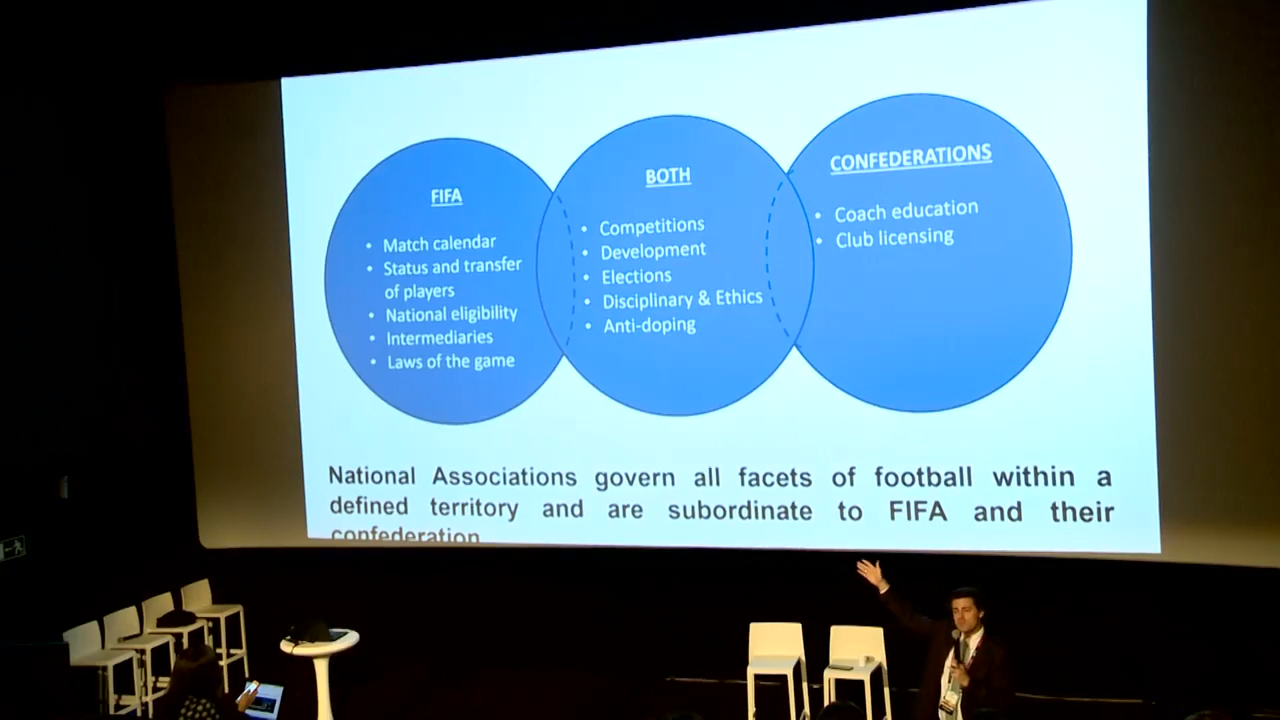 FIFA
• Match calendar
• Status and transfer
of players
• National eligibility
• Intermediaries
• Laws of the game
BOTH
• Competitions
• Development
• Elections
• Disciplinary & Ethics
• Anti-doping
CONFEDERATIONS
• Coach education
• Club licensing
National Associations govern all facets of football within a
defined territory and are subordinate to FIFA and their
confederation